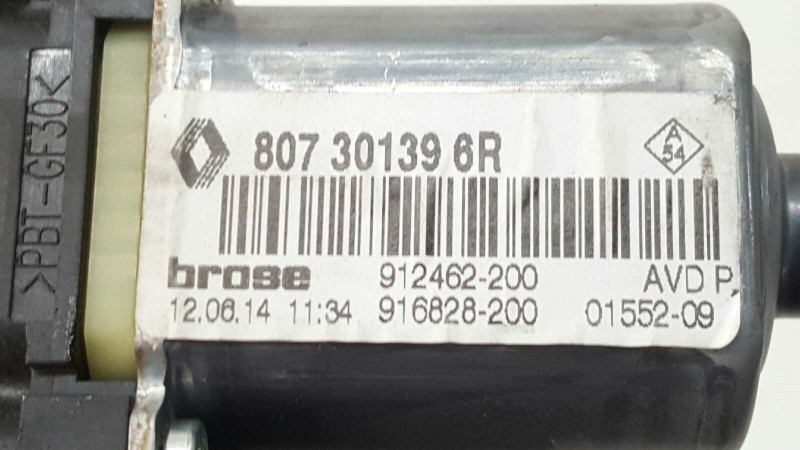 >PBT-GF30<
807 30139 6R
A
54
brose 912462-200 AVD P,
12.06.14 11:34 916828-200 01552-09